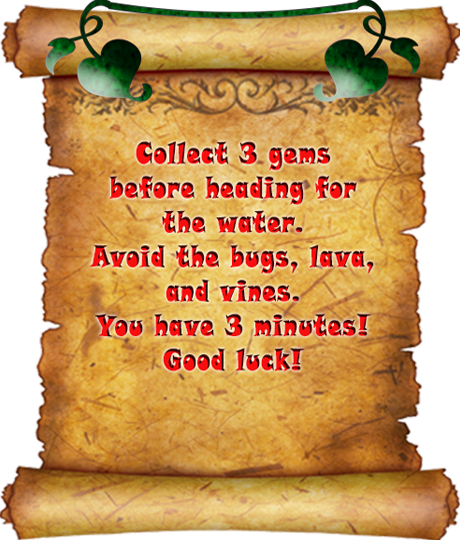 Collect 3 gems
before heading for
the water.
Avoid the bugs, lava,
and vines.
You have 3 minutes!
Good luck!